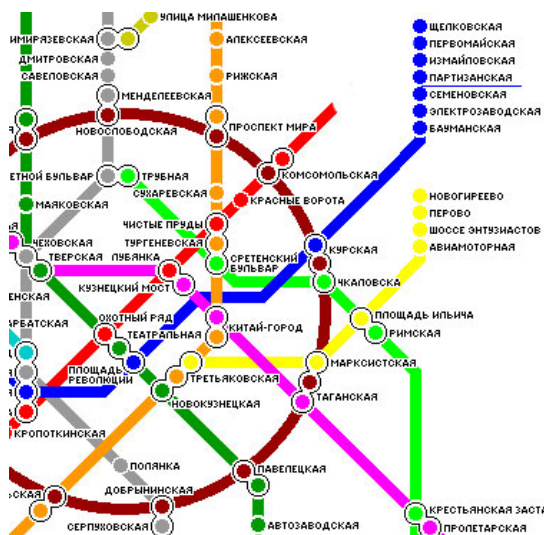 УЛИЦА МИЛАШЕНКОВА
ЩЕЛКОВСКАЯ
ИМИРЯЗЕВСКАЯ
АЛЕКСЕЕВСКАЯ
ПЕРВОМАЙСКАЯ
ДМИТРОВСКАЯ
ИЗМАЙЛОВСКАЯ
САВЕЛОВСКАЯ
РИЖСКАЯ
ПАРТИЗАНСКАЯ
МЕНДЕЛЕЕВСКАЯ
СЕМЕНОВСКАЯ
ЭЛЕКТРОЗАВОДСКАЯ
НОВОСЛОБОДСКАЯ
ПРОСПЕКТ МИРА
БАУМАНСКАЯ
ЕТНОЙ БУЛЬВАР
ТРУБНАЯ
КОМСОМОЛЬСКАЯ
СУХАРЕВСКАЯ
КРАСНЫЕ ВОРОТА
НОВОГИРЕЕВО
МАЯКОВСКАЯ
ПЕРОВО
ЧИСТЫЕ ПРУДЫ
ШОССЕ ЭНТУЗИАСТОВ
ЧЕХОВСКАЯ
ТУРГЕНЕВСКАЯ
КУРСКАЯ
АВИАМОТОРНАЯ
ТВЕРСКАЯ
ЛУБЯНКА
СРЕТЕНСКИЙ
БУЛЬВАР
ЧКАЛОВСКА
КУЗНЕЦКИЙ МОСТ
ЕНСКАЯ
ОХОТНЫЙ РЯД
ПЛОЩАДЬ ИЛЬИЧА
АРБАТСКАЯ
ТЕАТРАЛЬНАЯ
КИТАЙ-ГОРОД
РИМСКАЯ
МАРКСИСТСКАЯ
ПЛОЩАДЬ
РЕВОЛЮЦИИ
ТРЕТЬЯКОВСКАЯ
НОВОКУЗНЕЦКАЯ
ТАГАНСКАЯ
КРОПОТКИНСКАЯ
ПОЛЯНКА
ПАВЕЛЕЦКАЯ
ЬСКАЯ
ДОБРЫНИНСКАЯ
КРЕСТЬЯНСКАЯ ЗАСТА
СЕРПУХОВСКАЯ
АВТОЗАВОДСКАЯ
ПРОЛЕТАРСКАЯ